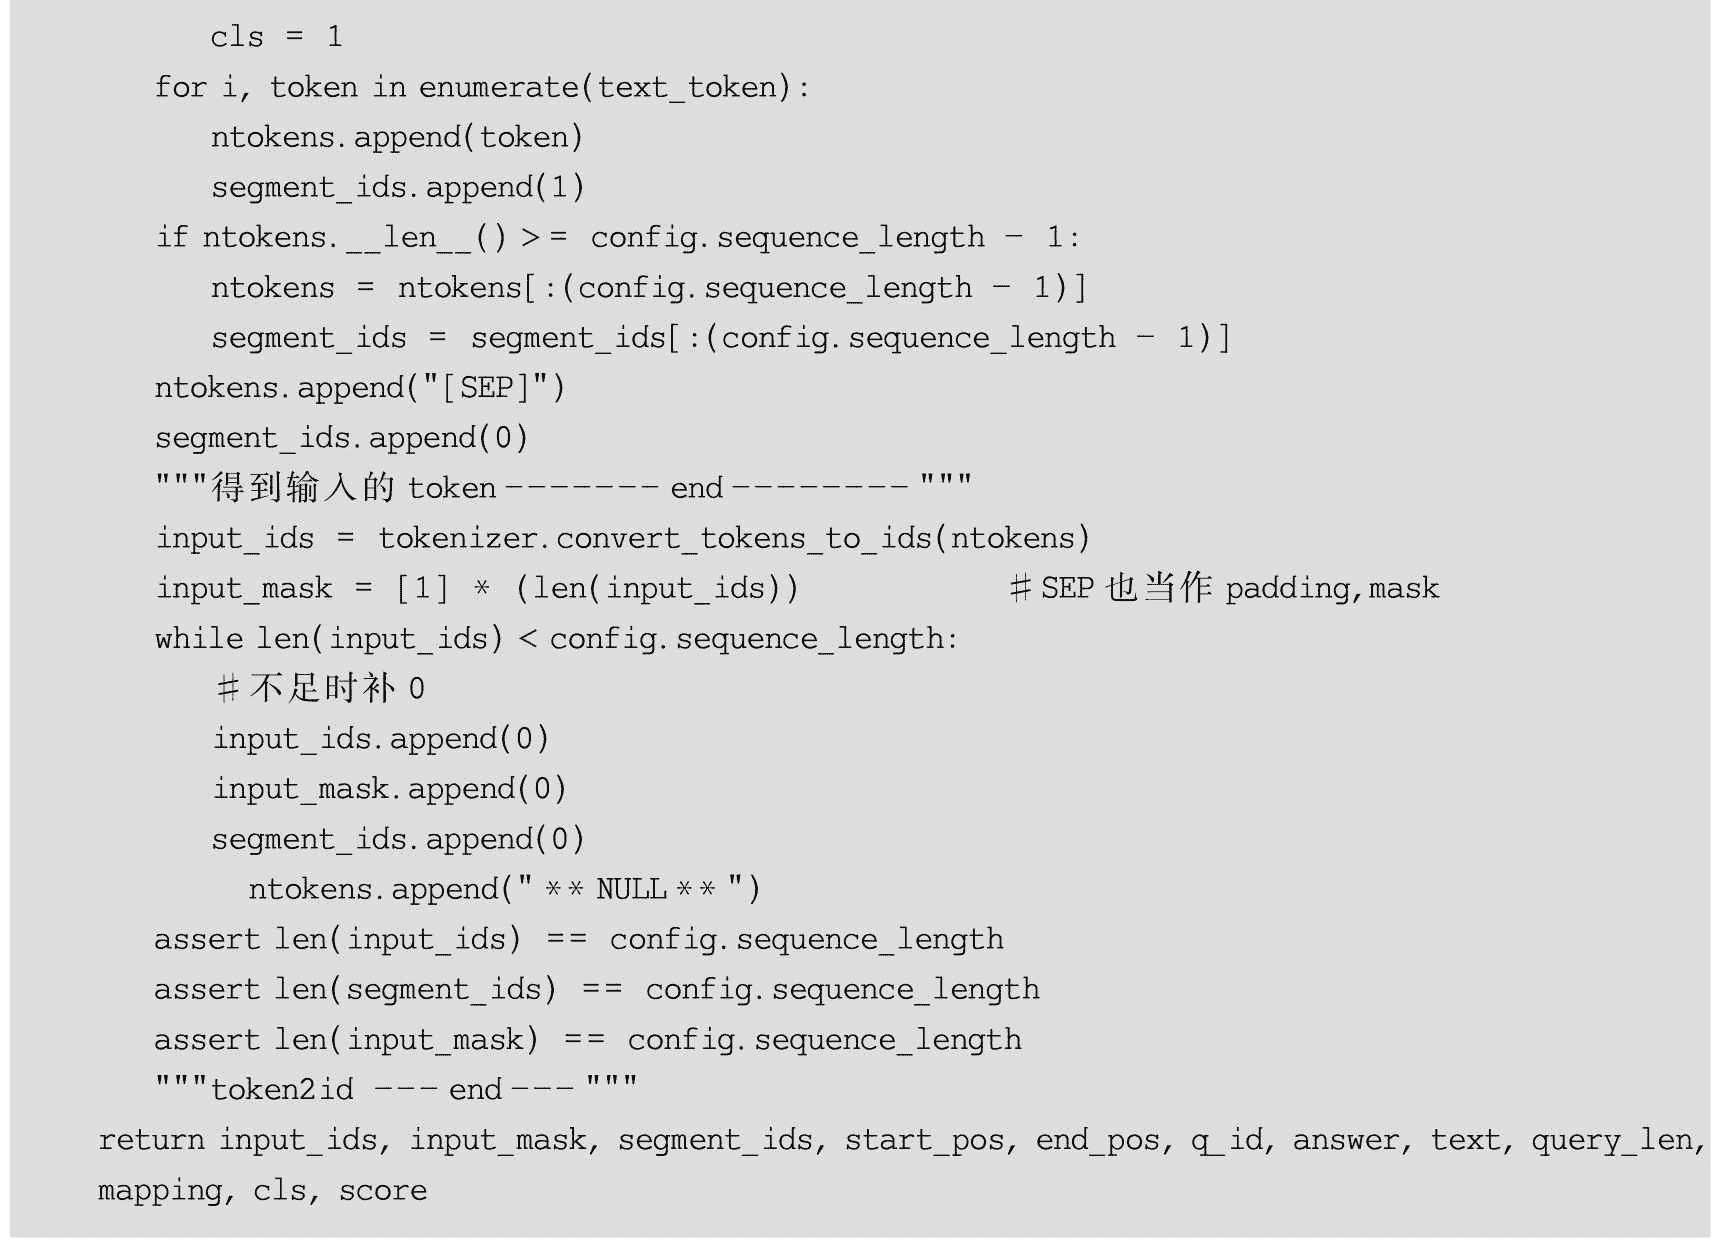 cls = 1
for i, token in enumerate(text_token):
ntokens.append(token)
segment_ids.append(1)
if ntokens.__len__() >= config.sequence_length - 1:
ntokens = ntokens[:(config.sequence_length - 1)]
segment_ids = segment_ids[:(config.sequence_length - 1)]
ntokens.append("[SEP]")
segment_ids.append(0)
"""得到输入的 token ------- end --------"""
input_ids = tokenizer.convert_tokens_to_ids(ntokens)
input_mask = [1] * (len(input_ids)) #SEP 也当作 padding,mask
while len(input_ids) < config.sequence_length:
#不足时补 0
input_ids.append(0)
input_mask.append(0)
segment_ids.append(0)
ntokens.append("**NULL**")
assert len(input_ids) == config.sequence_length
assert len(segment_ids) == config.sequence_length
assert len(input_mask) == config.sequence_length
"""token2id --- end ---"""
return input_ids, input_mask, segment_ids, start_pos, end_pos, q_id, answer, text, query_len,
mapping, cls, score